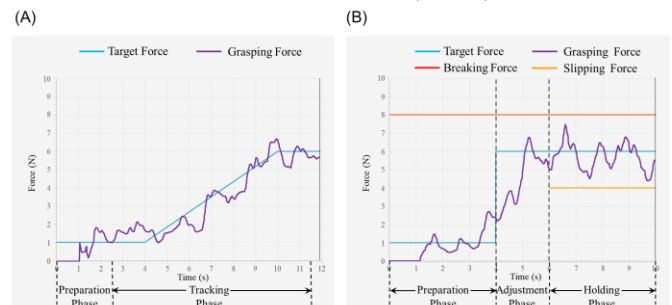 (A)
(B)
Target Force
Grasping Force
Target Force
Grasping Force
Breaking Force
Slipping Force
10
9
8
7
6
5
4
3
2
1
0
Force (N)
10
9
8
7
6
5
4
3
2
1
0
Force (N)
0 1 2 3 4 5 6 7 8 9 10 11 12
Time (s)
0 1 2 3 4 5 6 7 8 9 10
Time (s)
Preparation Phase
Tracking Phase
Preparation Phase
Adjustment Phase
Holding Phase